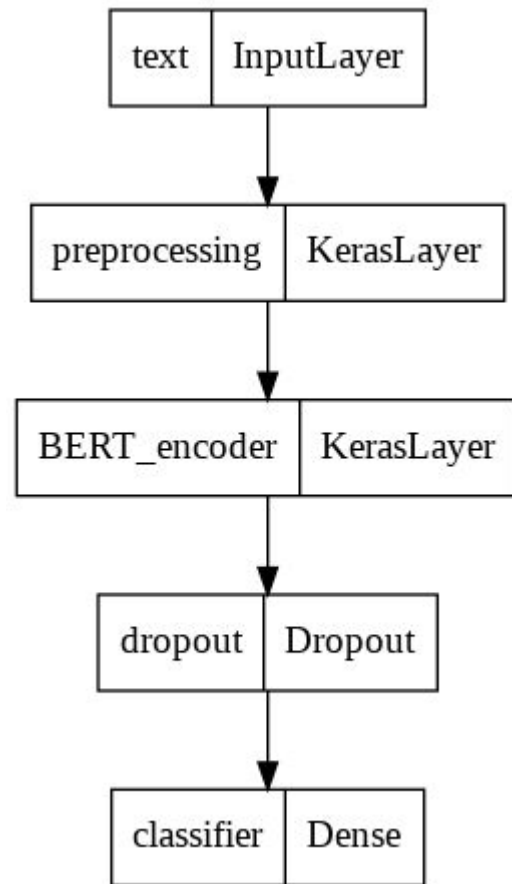 text InputLayer
preprocessing KerasLayer
BERT_encoder KerasLayer
dropout Dropout
classifier Dense